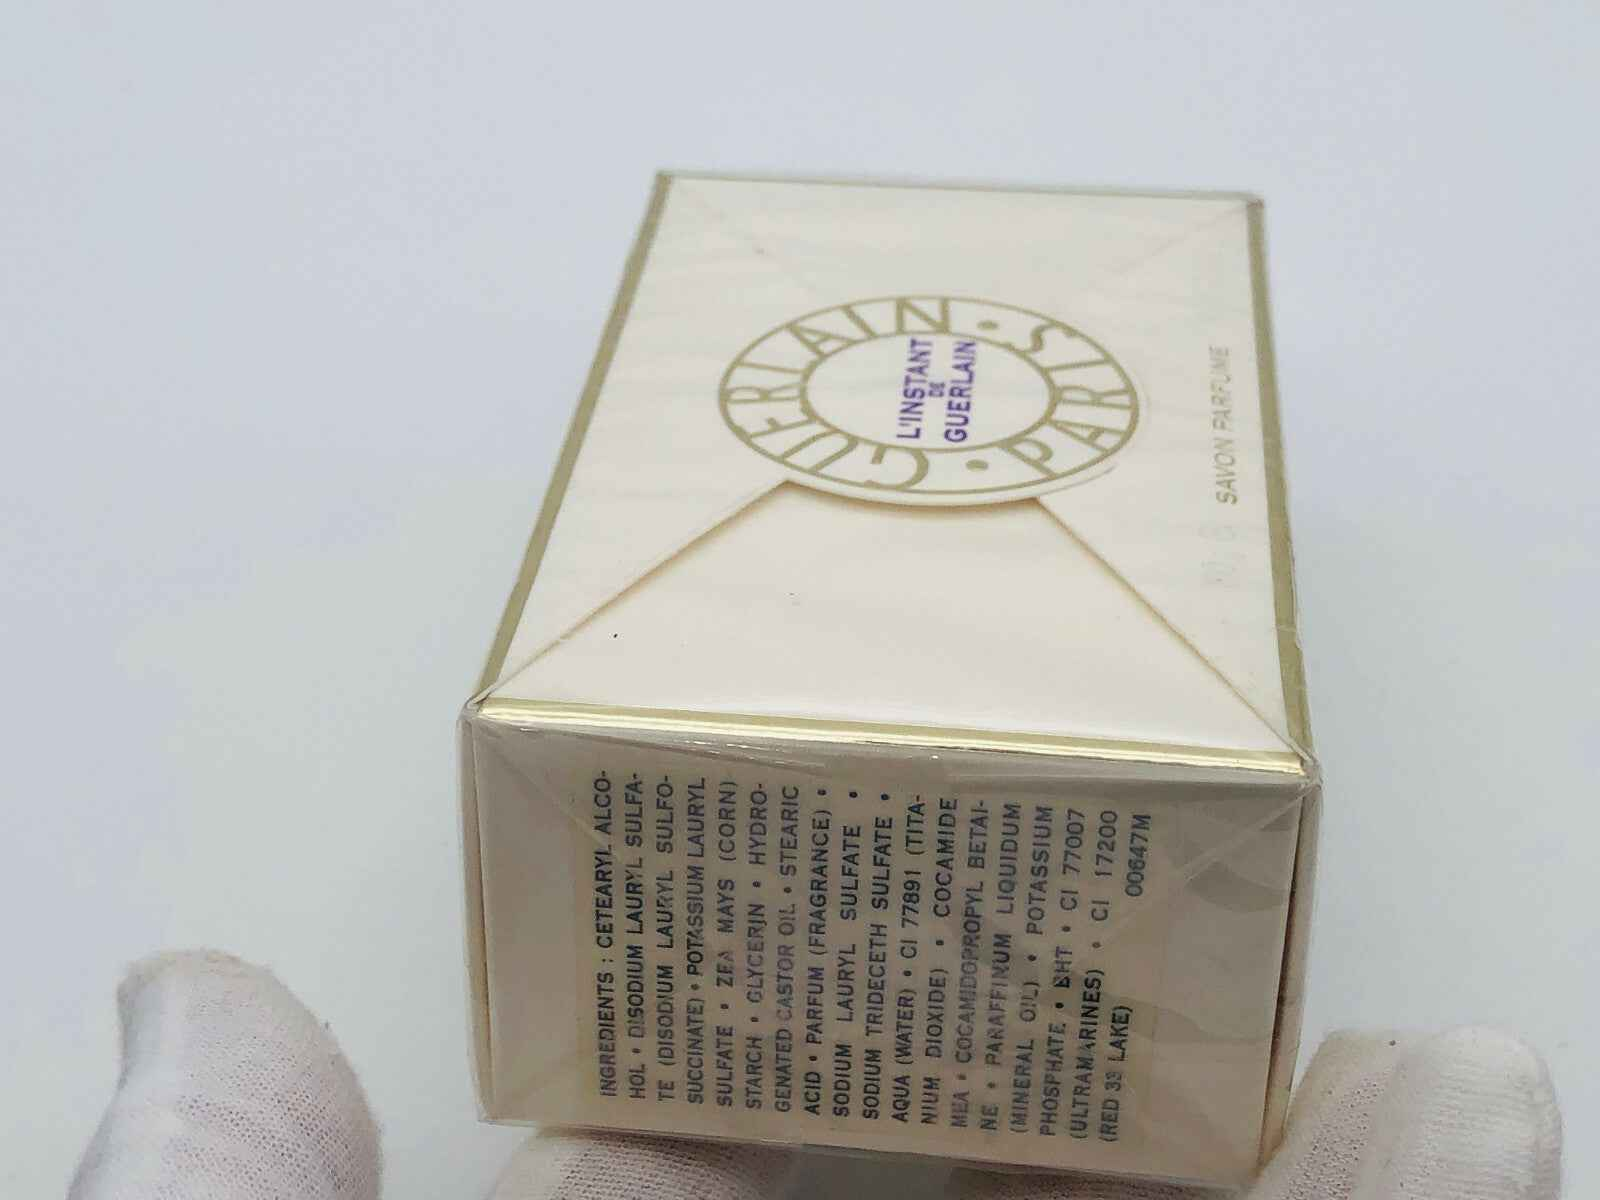 GUERLAIN • PARIS •
L'INSTANT
DE
GUERLAIN
SAVON PARFUME
INGREDIENTS : CETEARYL ALCO-
HOL • DISODIUM LAURYL SULFA-
TE (DISODIUM LAURYL SULFO-
SUCCINATE) • POTASSIUM LAURYL
SULFATE • ZEA MAYS (CORN)
STARCH • GLYCERIN • HYDRO-
GENATED CASTOR OIL • STEARIC
ACID • PARFUM (FRAGRANCE) •
SODIUM LAURYL SULFATE •
SODIUM TRIDECETH SULFATE •
AQUA (WATER) • CI 77891 (TITA-
NIUM DIOXIDE) • COCAMIDE
MEA • COCAMIDOPROPYL BETAI-
NE • PARAFFINUM LIQUIDUM
(MINERAL OIL) • POTASSIUM
PHOSPHATE • BHT • CI 77007
(ULTRAMARINES) • CI 17200
(RED 33 LAKE) 00647M